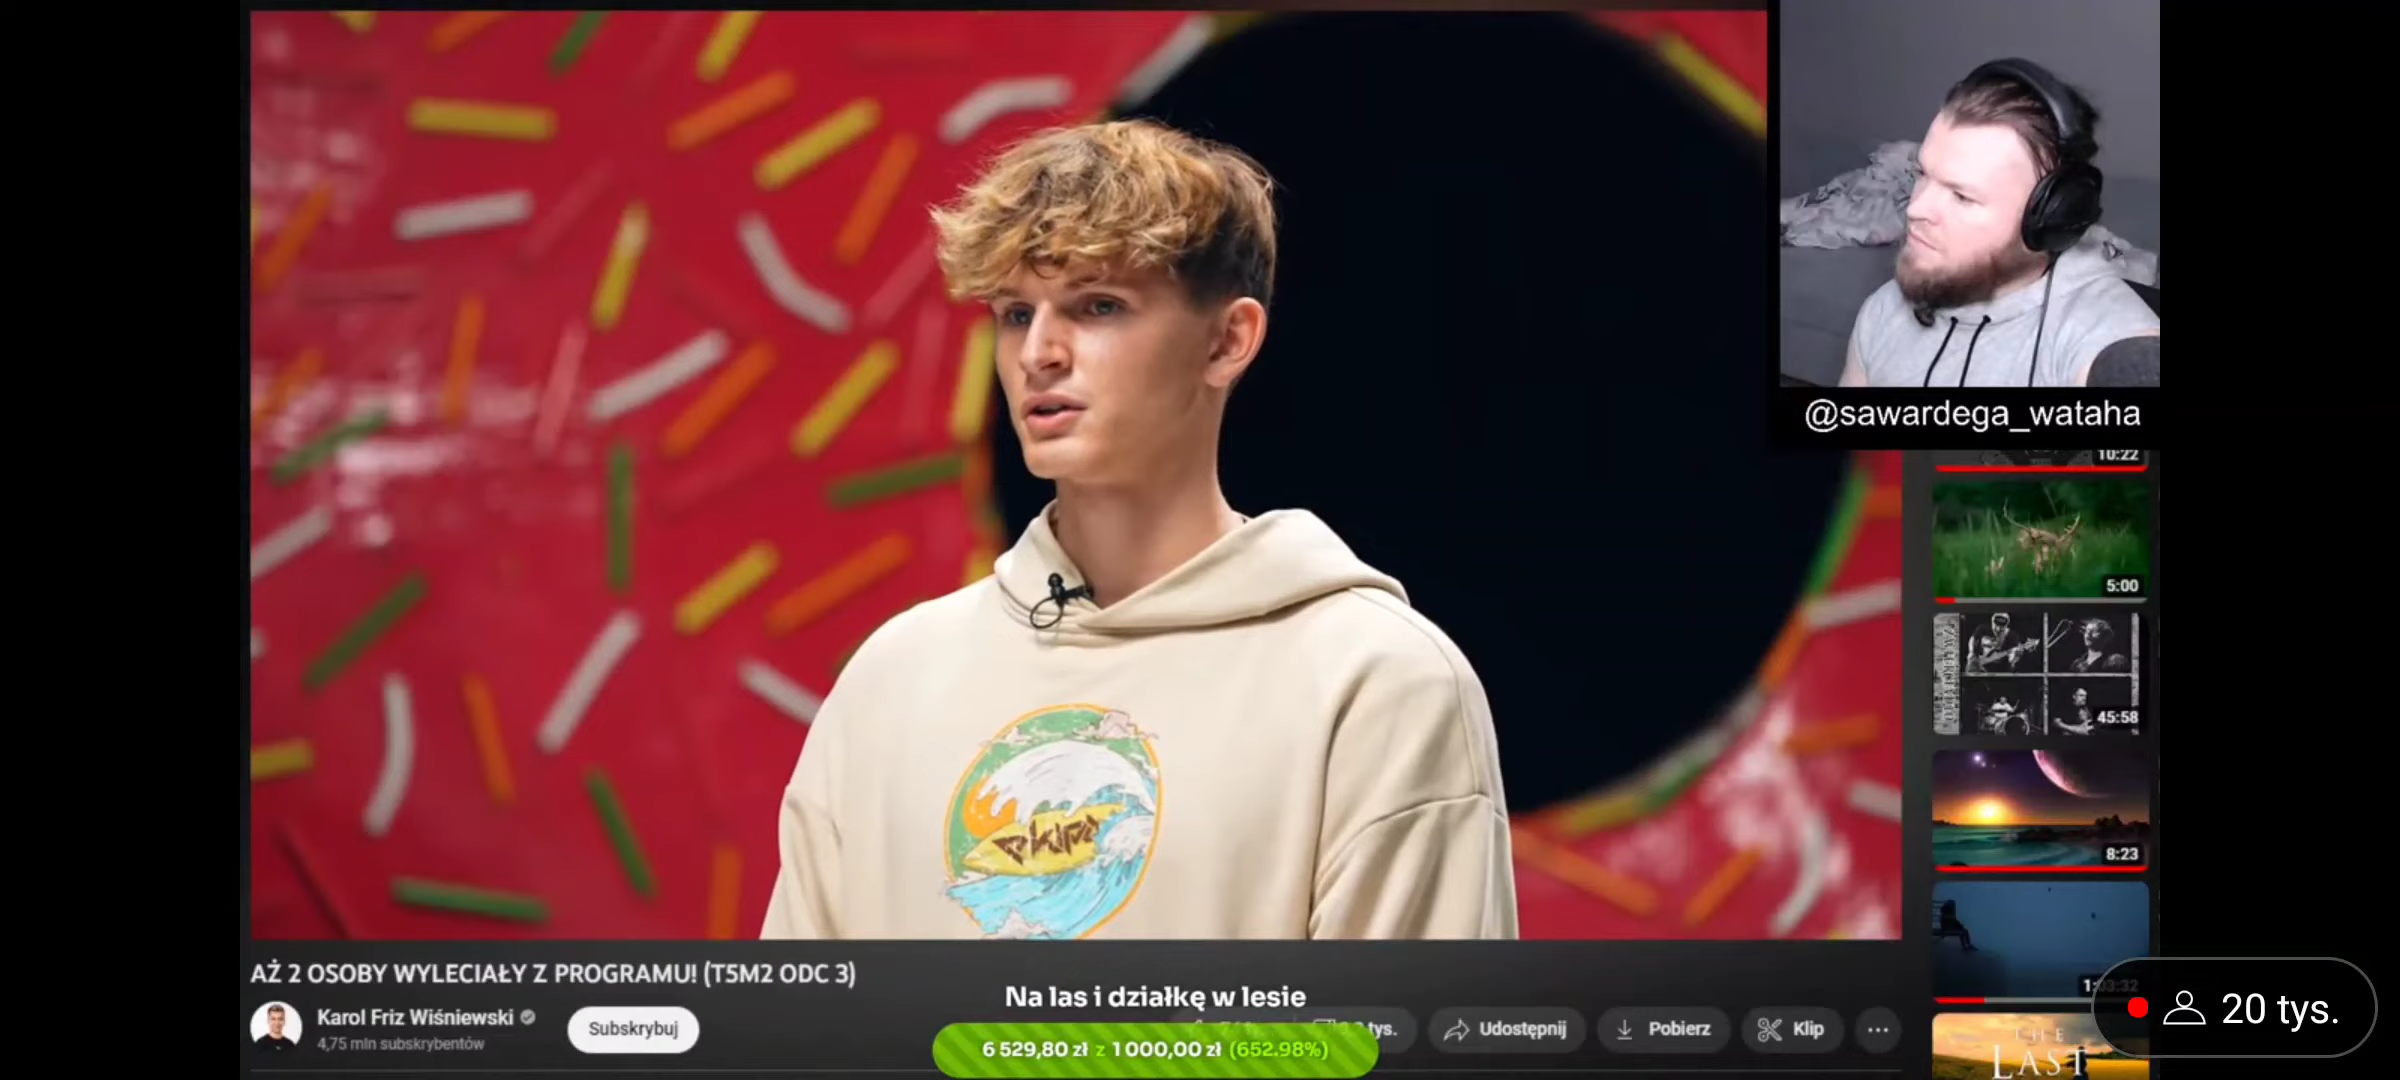 @sawardega_wataha
10:22
5:00
45:58
8:23
ekipa
AŻ 2 OSOBY WYLECIAŁY Z PROGRAMU! (T5M2 ODC 3)
Karol Friz Wiśniewski
4,75 mln subskrybentów
Subskrybuj
Na las i działkę w lesie
6 529,80 zł z 1 000,00 zł (652.98%)
tys.
Udostępnij
Pobierz
Klip
20 tys.
THE
LAST